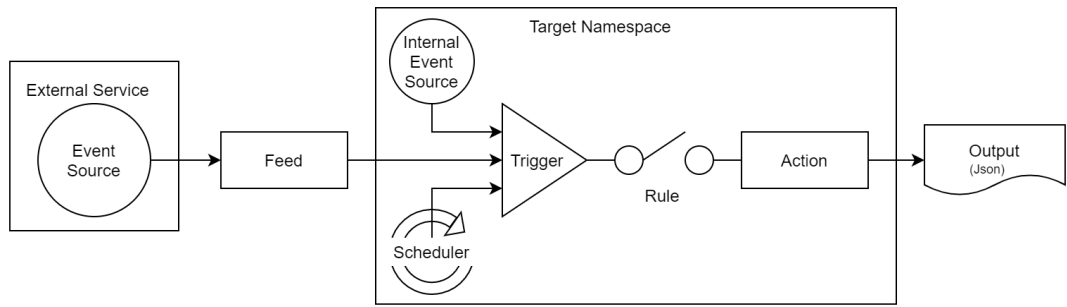 Target Namespace
Internal
Event
Source
External Service
Event
Source
Feed
Trigger
Rule
Action
Output
(Json)
Scheduler